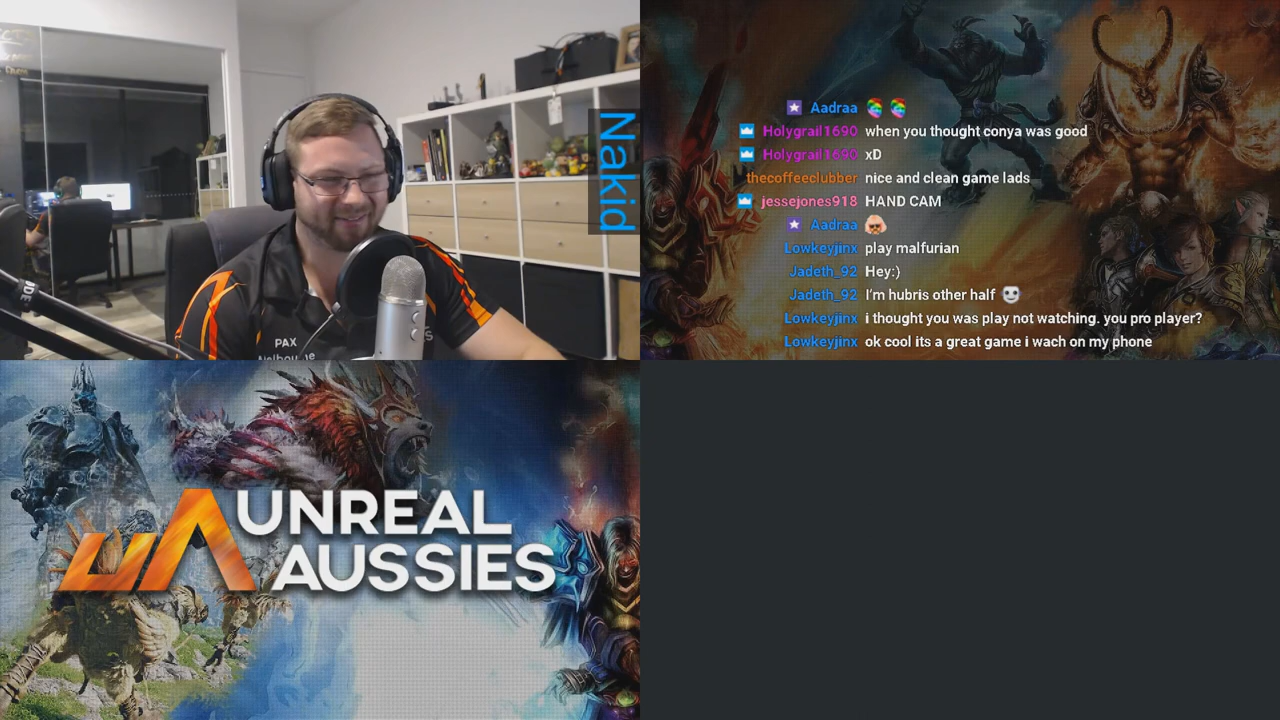 Nakid
PAX
Aadraa
Holygrail1690 when you thought conya was good
Holygrail1690 xD
thecoffeeclubber nice and clean game lads
jessejones918 HAND CAM
Aadraa
Lowkeyjinx play malfurian
Jadeth_92 Hey:)
Jadeth_92 I'm hubris other half
Lowkeyjinx i thought you was play not watching. you pro player?
Lowkeyjinx ok cool its a great game i wach on my phone
uA UNREAL
AUSSIES